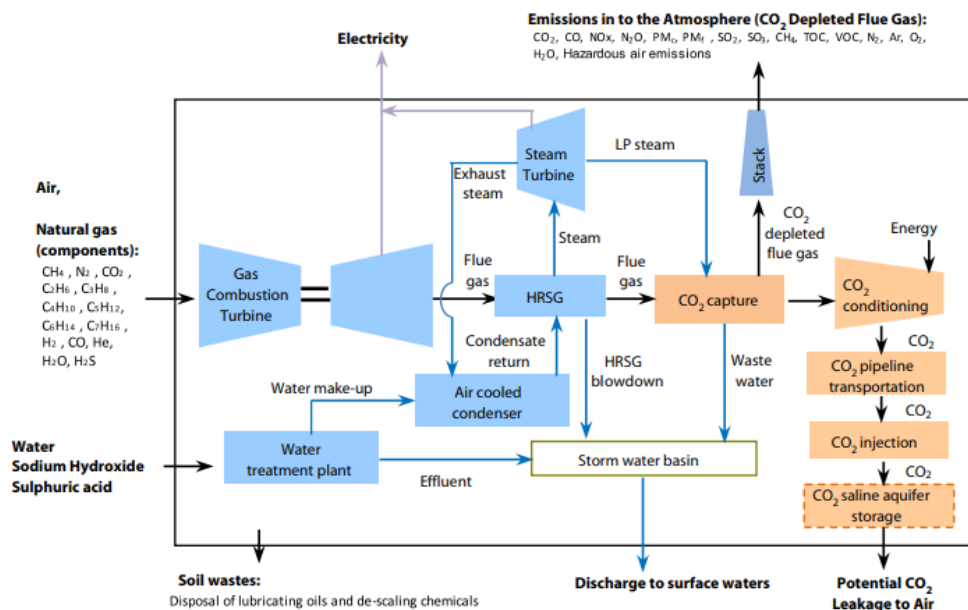 Emissions in to the Atmosphere (CO₂ Depleted Flue Gas):
CO₂, CO, NOx, N₂O, PM꜀, PMf , SO₂, SO₃, CH₄, TOC, VOC, N₂, Ar, O₂,
H₂O, Hazardous air emissions
Electricity
Air,
Natural gas
(components):
CH₄ , N₂ , CO₂ ,
C₂H₆ , C₃H₈ ,
C₄H₁₀ , C₅H₁₂,
C₆H₁₄ , C₇H₁₆ ,
H₂ , CO, He,
H₂O, H₂S
Gas
Combustion
Turbine
Steam
Turbine
LP steam
Exhaust
steam
Stack
CO₂
depleted
flue gas
Energy
Steam
Flue
gas
HRSG
Flue
gas
CO₂ capture
CO₂
conditioning
CO₂
Condensate
return
HRSG
blowdown
Waste
water
CO₂ pipeline
transportation
CO₂
Water make-up
Air cooled
condenser
CO₂ injection
CO₂
Water
Sodium Hydroxide
Sulphuric acid
Water
treatment plant
Effluent
Storm water basin
CO₂ saline aquifer
storage
Soil wastes:
Disposal of lubricating oils and de-scaling chemicals
Discharge to surface waters
Potential CO₂
Leakage to Air